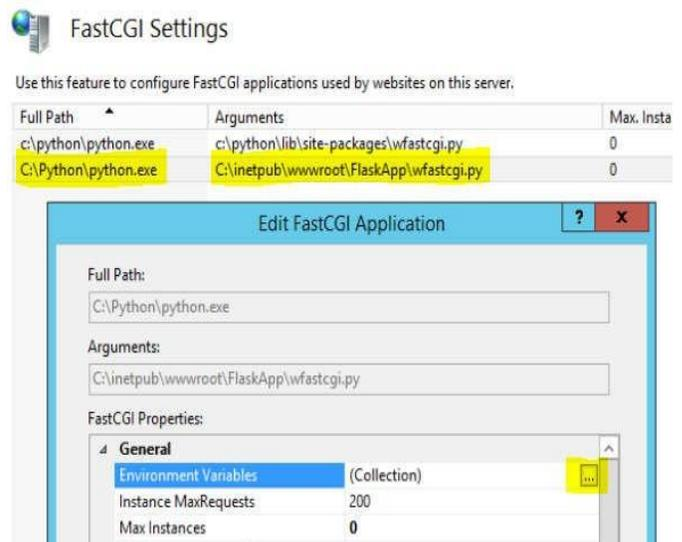 FastCGI Settings
Use this feature to configure FastCGI applications used by websites on this server.
Full Path Arguments Max. Insta
c:\python\python.exe c:\python\lib\site-packages\wfastcgi.py 0
C:\Python\python.exe C:\inetpub\wwwroot\FlaskApp\wfastcgi.py 0
Edit FastCGI Application ? x
Full Path:
C:\Python\python.exe
Arguments:
C:\inetpub\wwwroot\FlaskApp\wfastcgi.py
FastCGI Properties:
General
Environment Variables (Collection) ...
Instance MaxRequests 200
Max Instances 0